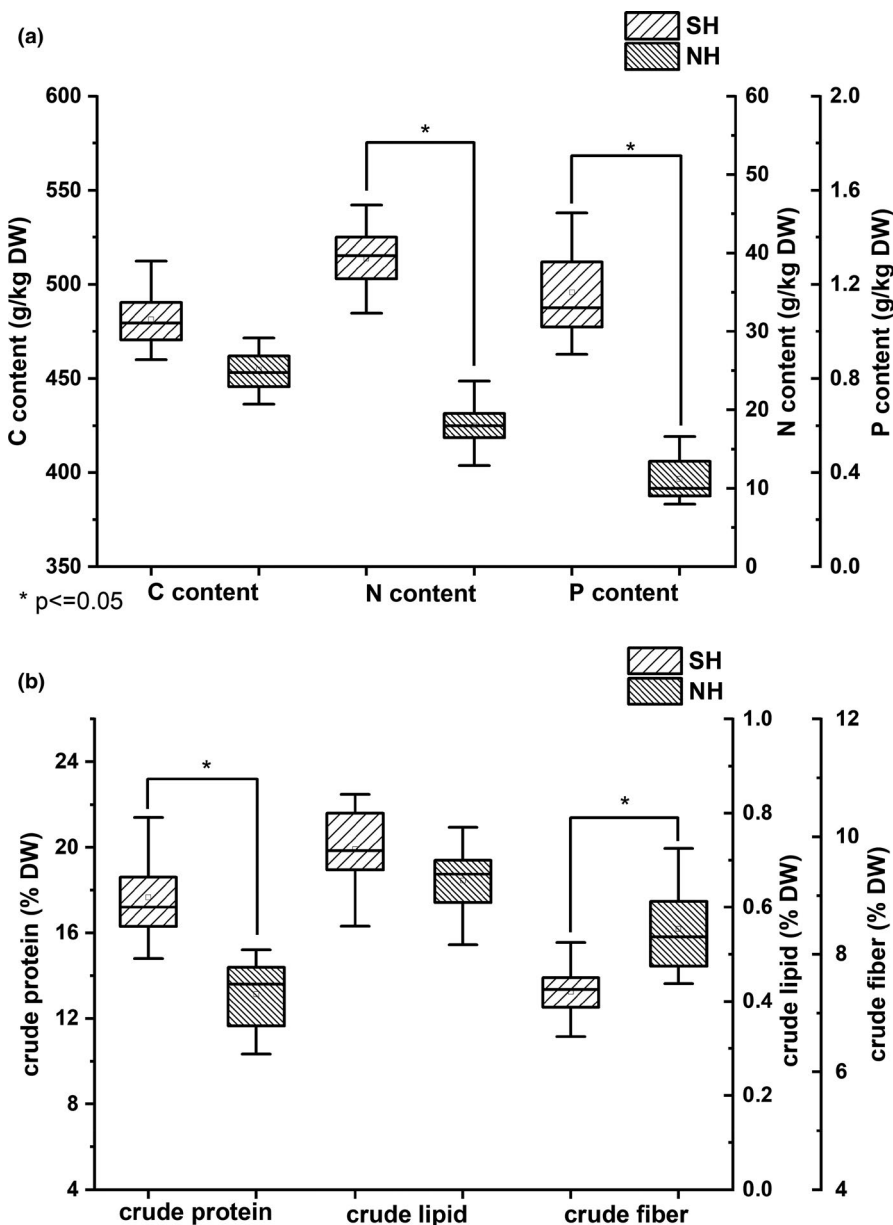 (a)
SH
NH
600
550
500
450
400
350
C content (g/kg DW)
60
50
40
30
20
10
0
N content (g/kg DW)
2.0
1.6
1.2
0.8
0.4
0.0
P content (g/kg DW)
*
*
C content
N content
P content
* p<=0.05
(b)
SH
NH
24
20
16
12
8
4
crude protein (% DW)
1.0
0.8
0.6
0.4
0.2
0.0
crude lipid (% DW)
12
10
8
6
4
crude fiber (% DW)
*
*
crude protein
crude lipid
crude fiber